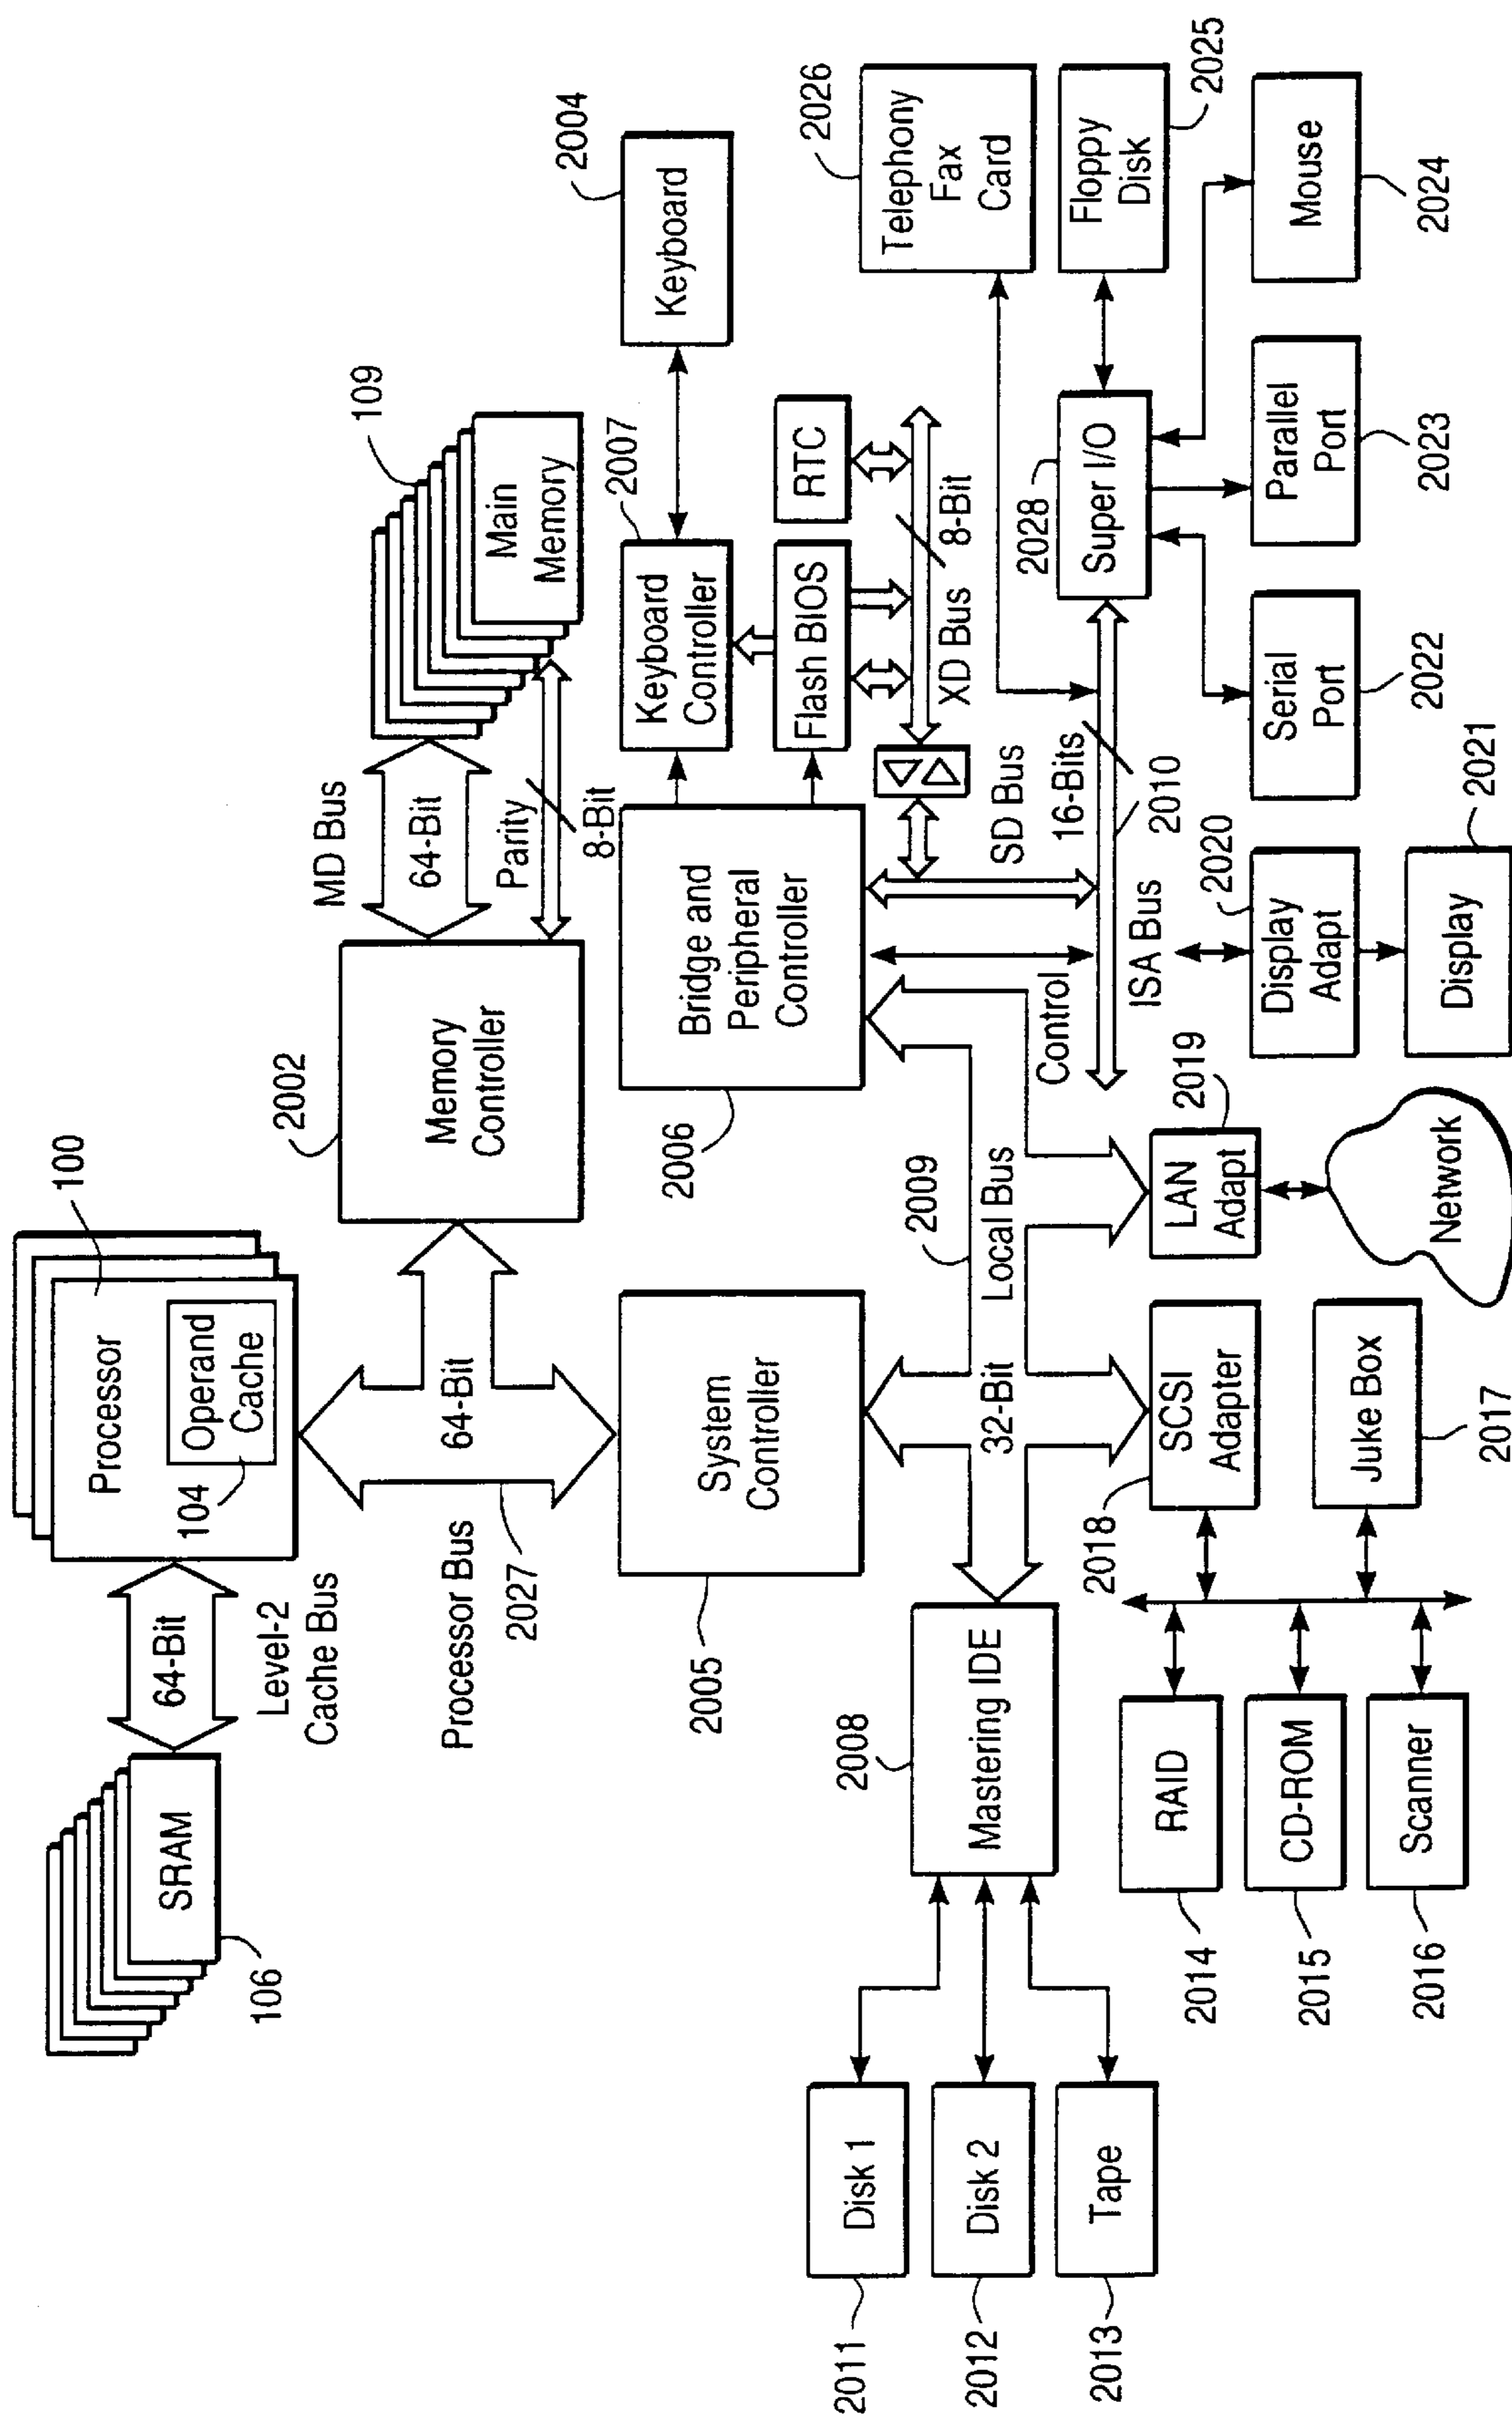 100
Processor
Operand
Cache
104
SRAM
106
64-Bit
Level-2
Cache Bus
Processor Bus
2027
64-Bit
2002
Memory
Controller
MD Bus
64-Bit
Parity
8-Bit
109
Main
Memory
2005
System
Controller
2006
Bridge and
Peripheral
Controller
2007
Keyboard
Controller
2004
Keyboard
Flash BIOS
RTC
XD Bus
8-Bit
SD Bus
16-Bits
2010
Control
ISA Bus
2009
Local Bus
32-Bit
2008
Mastering IDE
Disk 1
2011
Disk 2
2012
Tape
2013
RAID
2014
CD-ROM
2015
Scanner
2016
2018
SCSI
Adapter
Juke Box
2017
2019
LAN
Adapt
Network
2020
Display
Adapt
Display
2021
2028
Super I/O
2026
Telephony
Fax
Card
Floppy
Disk
2025
Serial
Port
2022
Parallel
Port
2023
Mouse
2024